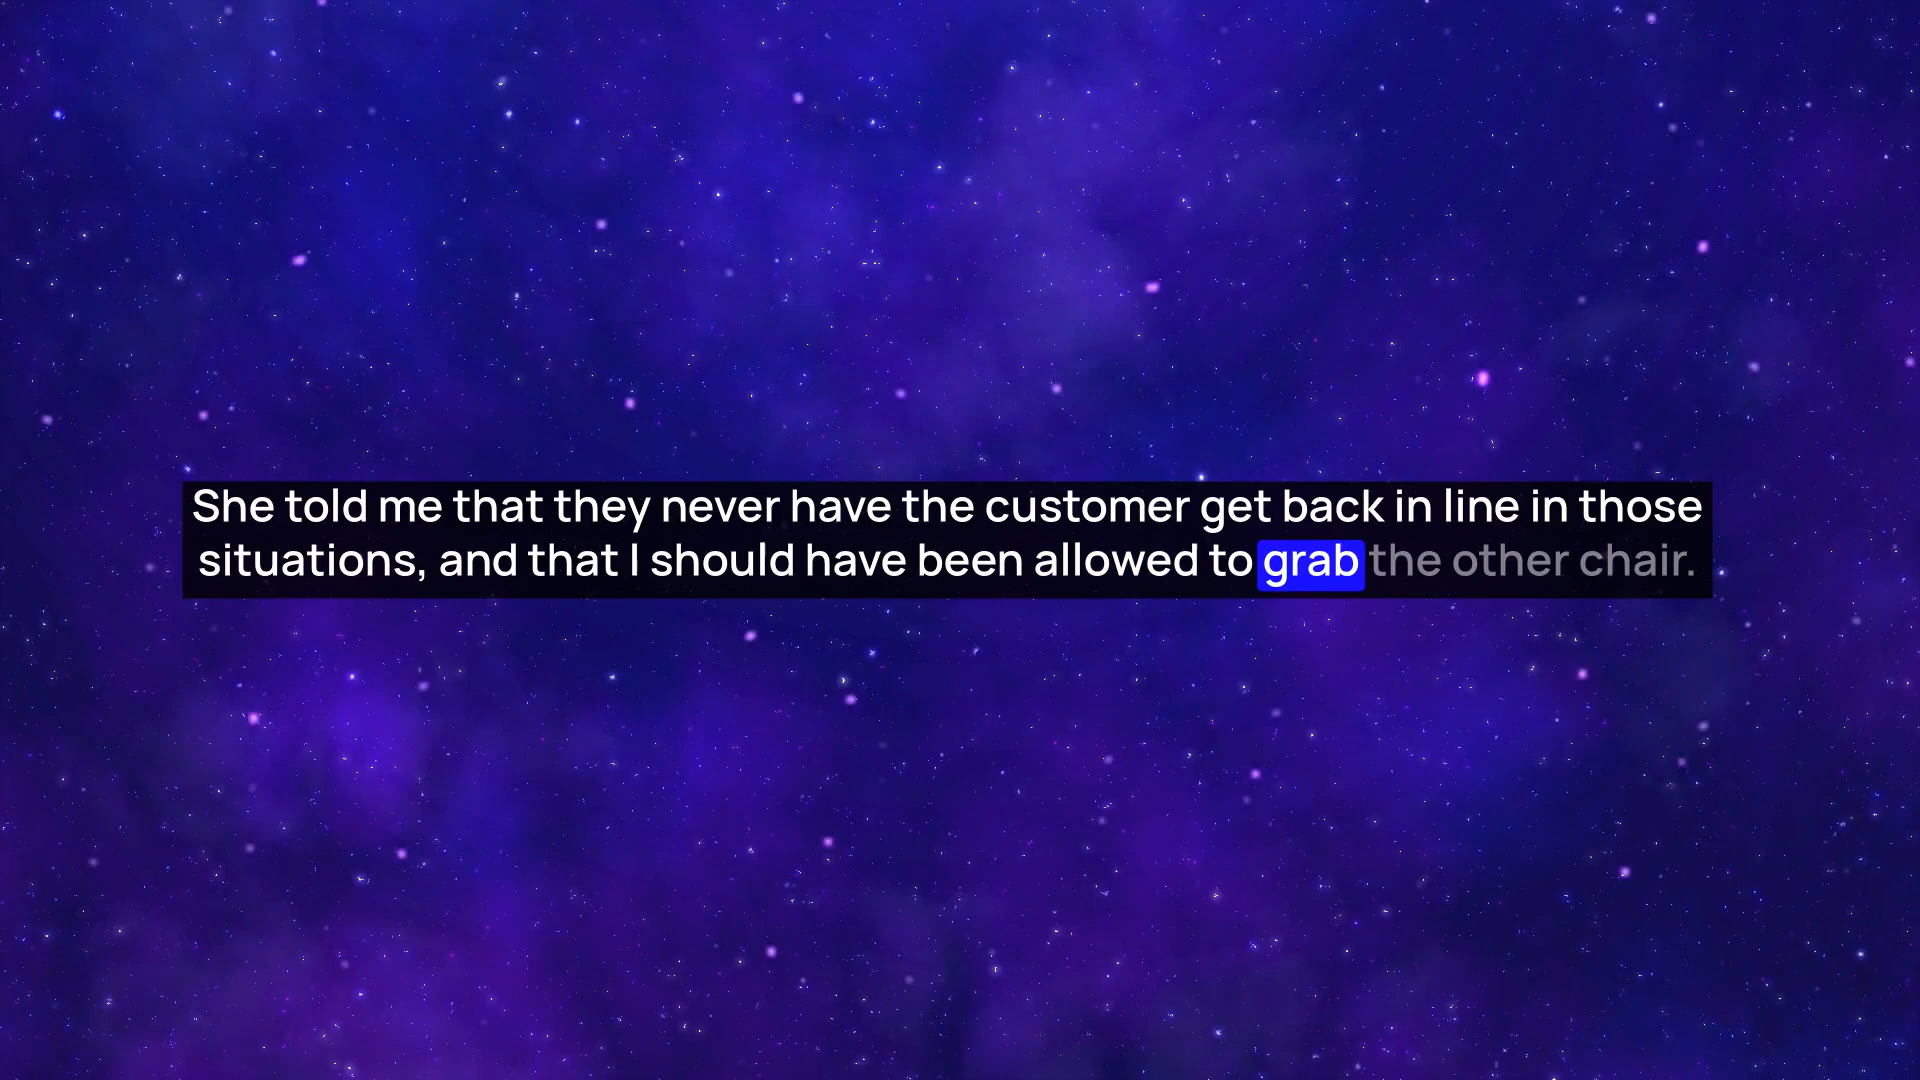 She told me that they never have the customer get back in line in those
situations, and that I should have been allowed to grab the other chair.